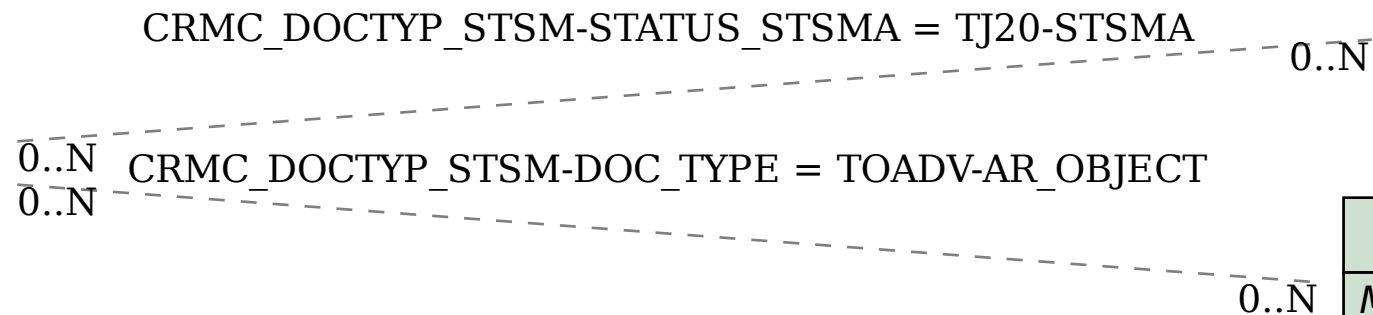 CRMC_DOCTYP_STSM-STATUS_STSMA = TJ20-STSMA
0..N
0..N
CRMC_DOCTYP_STSM-DOC_TYPE = TOADV-AR_OBJECT
0..N
0..N